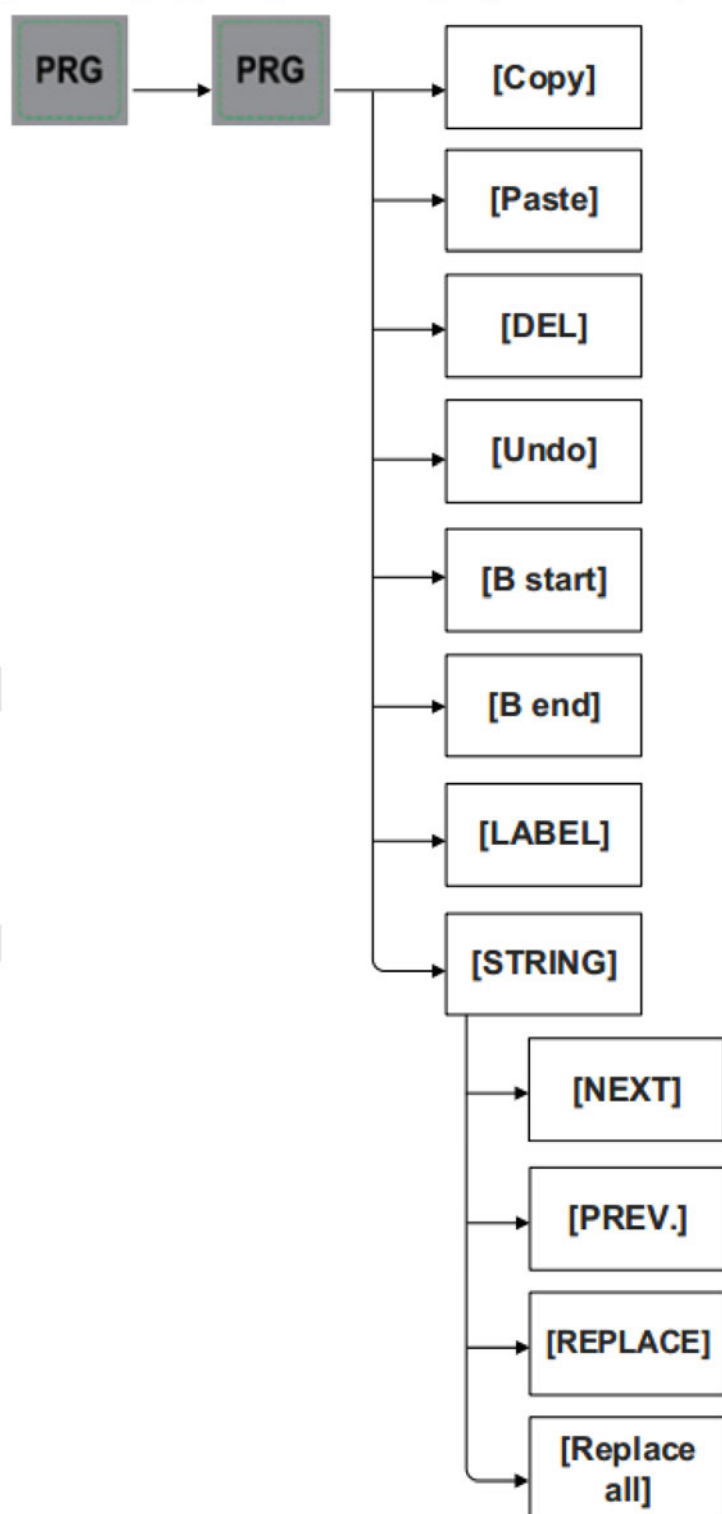 PRG PRG [Copy]
[Paste]
[DEL]
[Undo]
[B start]
[B end]
[LABEL]
[STRING]
[NEXT]
[PREV.]
[REPLACE]
[Replace
all]